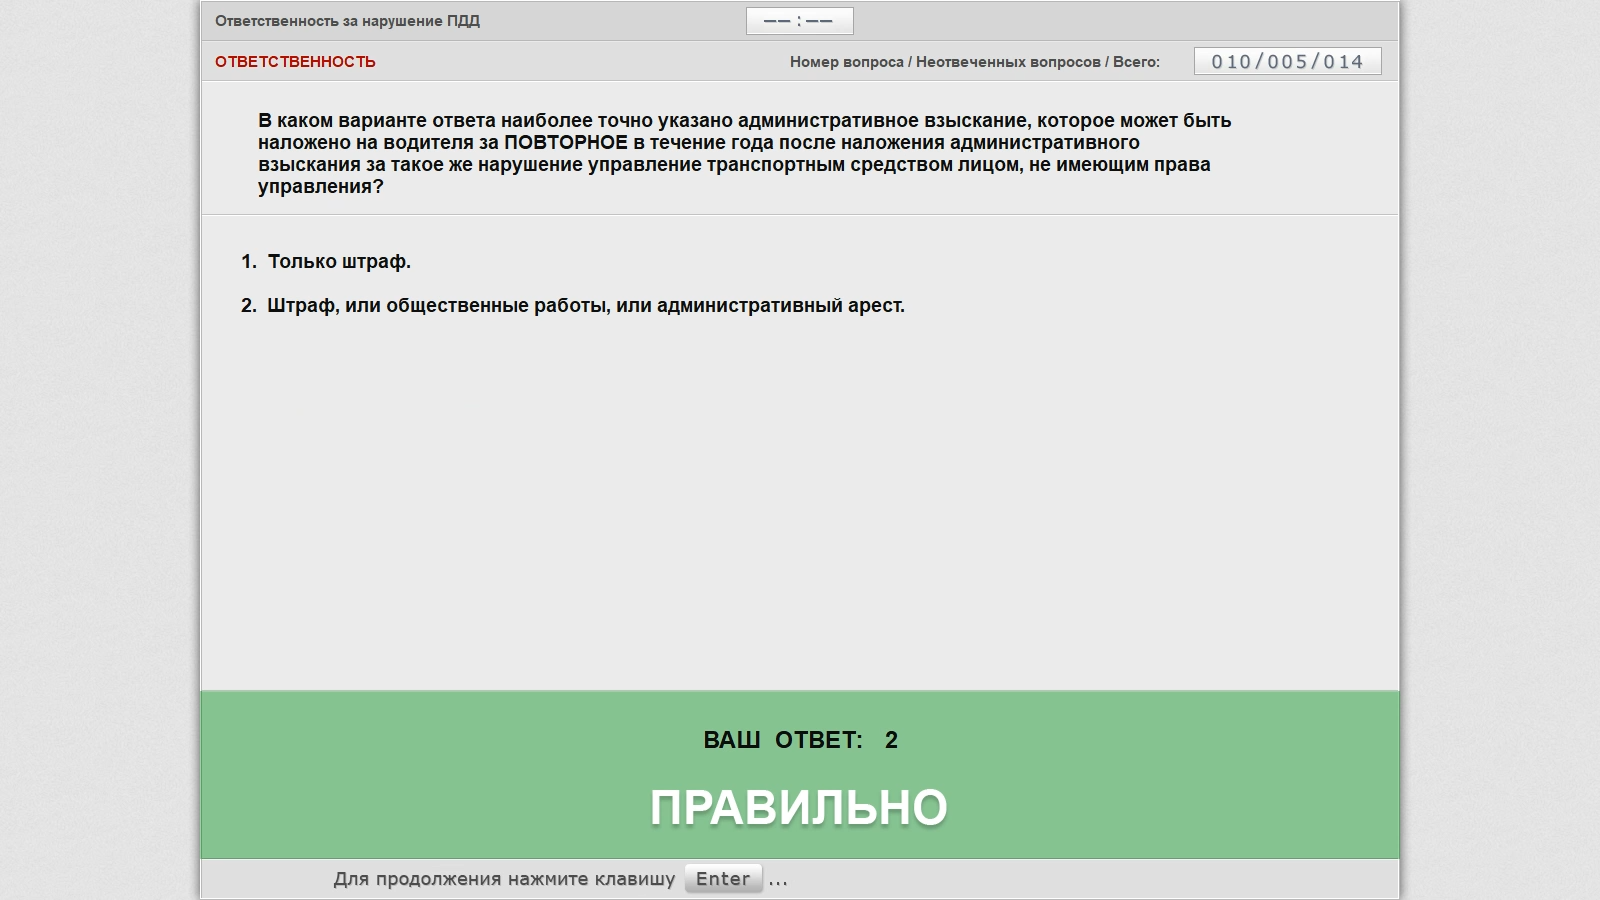 Ответственность за нарушение ПДД
––:––
ОТВЕТСТВЕННОСТЬ
Номер вопроса / Неотвеченных вопросов / Всего:
010/005/014
В каком варианте ответа наиболее точно указано административное взыскание, которое может быть
наложено на водителя за ПОВТОРНОЕ в течение года после наложения административного
взыскания за такое же нарушение управление транспортным средством лицом, не имеющим права
управления?
1. Только штраф.
2. Штраф, или общественные работы, или административный арест.
ВАШ ОТВЕТ: 2
ПРАВИЛЬНО
Для продолжения нажмите клавишу Enter ...